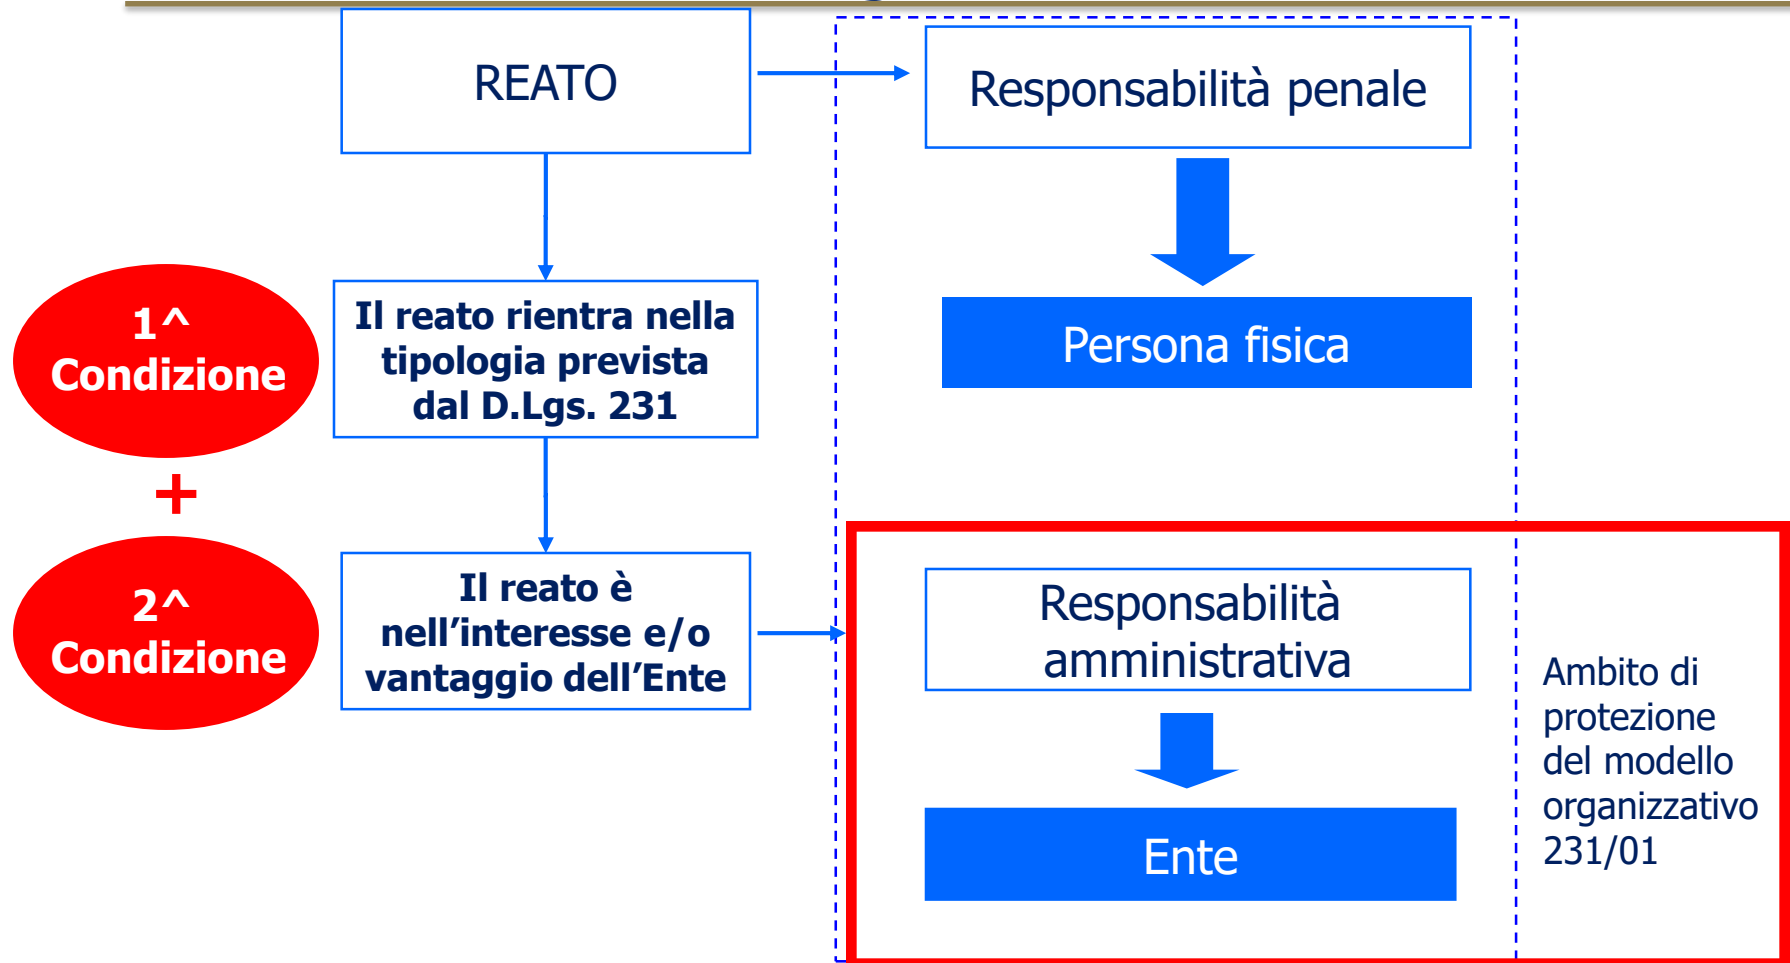 REATO
Responsabilità penale
1^
Condizione
Il reato rientra nella
tipologia prevista
dal D.Lgs. 231
Persona fisica
+
2^
Condizione
Il reato è
nell’interesse e/o
vantaggio dell’Ente
Responsabilità
amministrativa
Ente
Ambito di
protezione
del modello
organizzativo
231/01